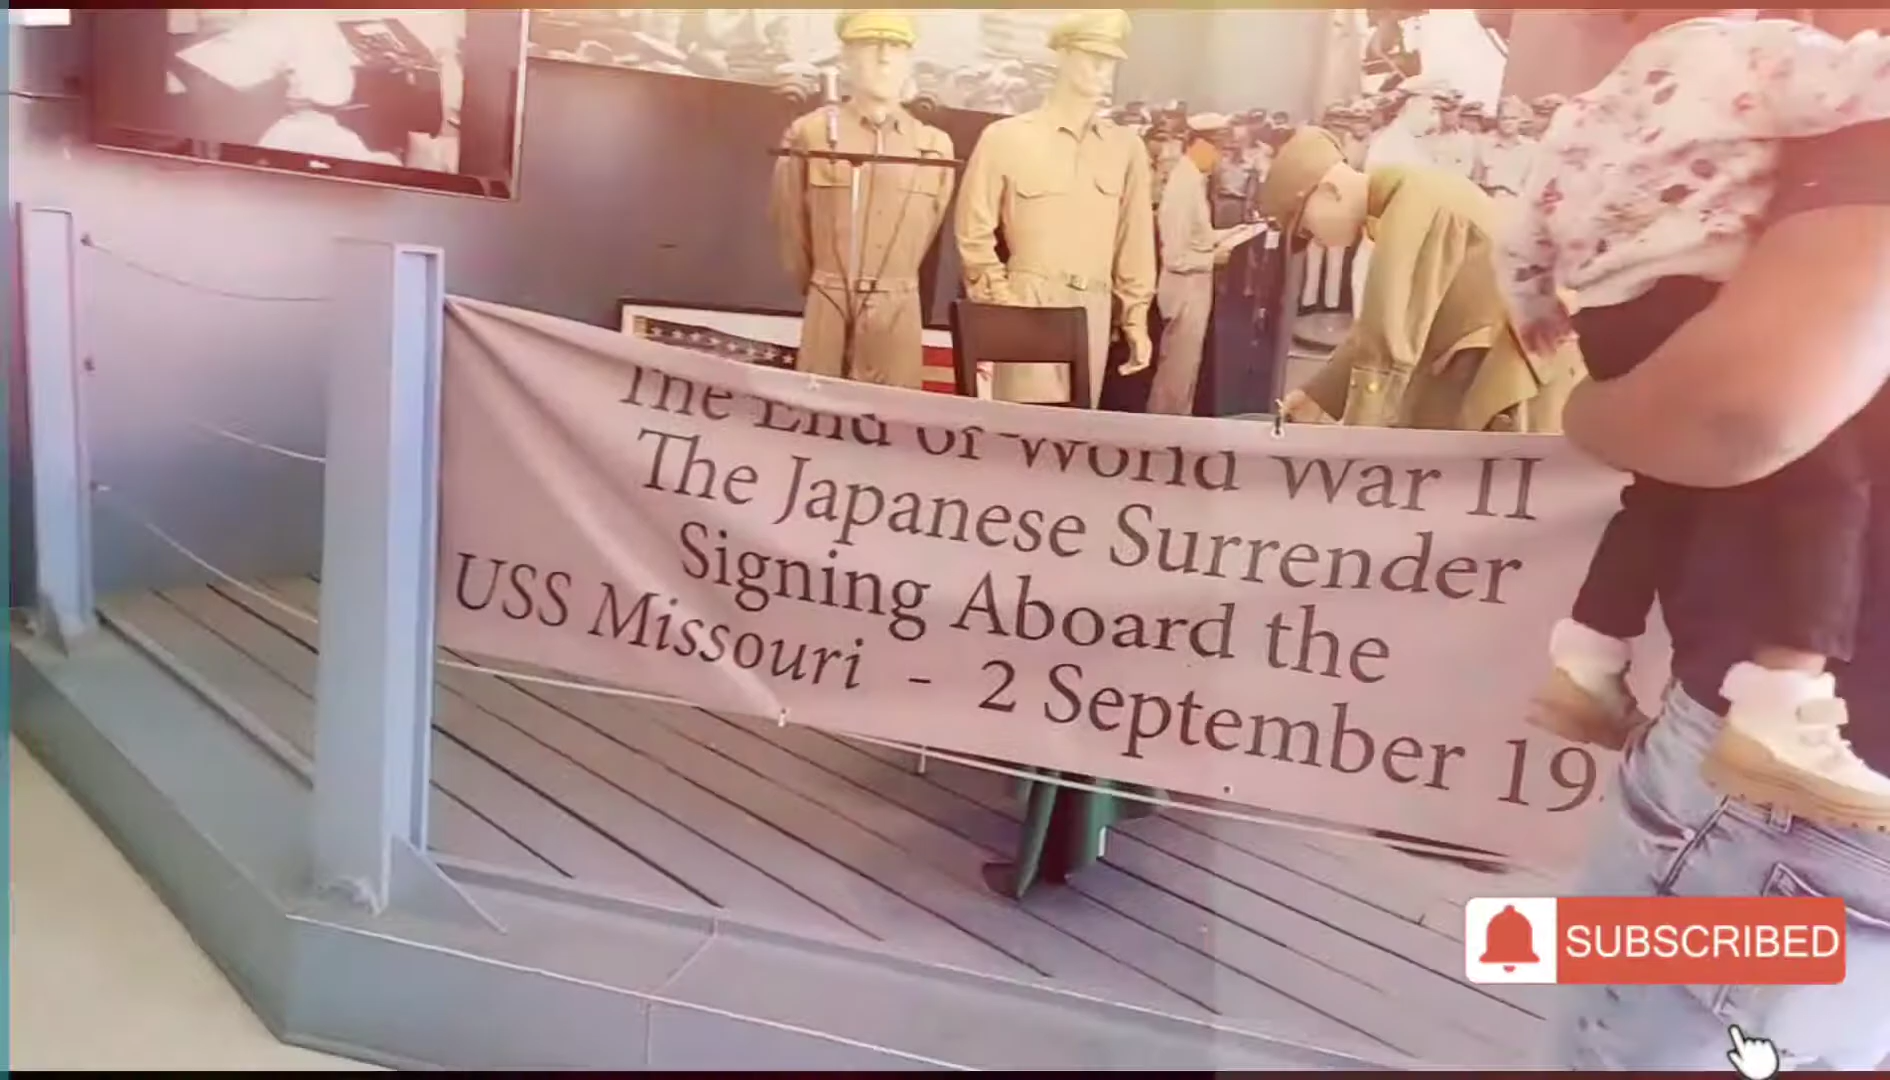 The End of World War II
The Japanese Surrender
Signing Aboard the
USS Missouri - 2 September 19
SUBSCRIBED